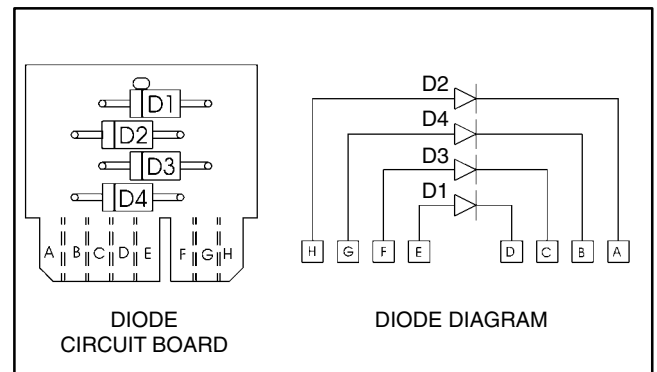 D1
D2
D3
D4
A B C D E F G H
DIODE
CIRCUIT BOARD
D2
D4
D3
D1
H G F E D C B A
DIODE DIAGRAM